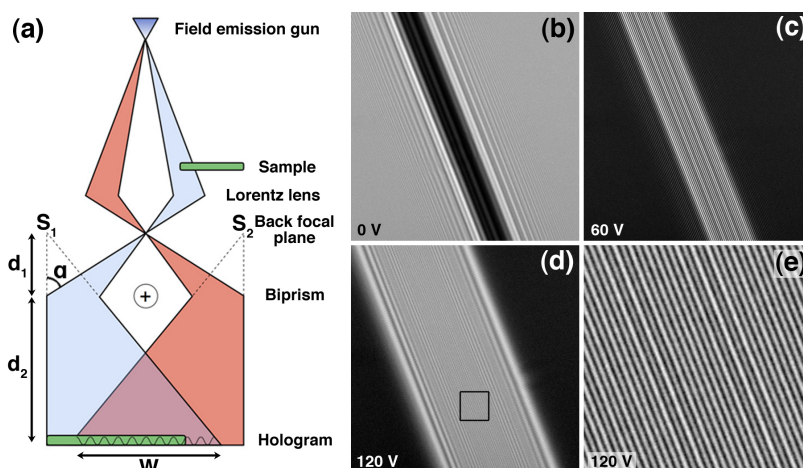 (a)
Field emission gun
Sample
Lorentz lens
S1
S2
Back focal
plane
d1
α
Biprism
+
d2
Hologram
W
(b)
0 V
(c)
60 V
(d)
120 V
(e)
120 V